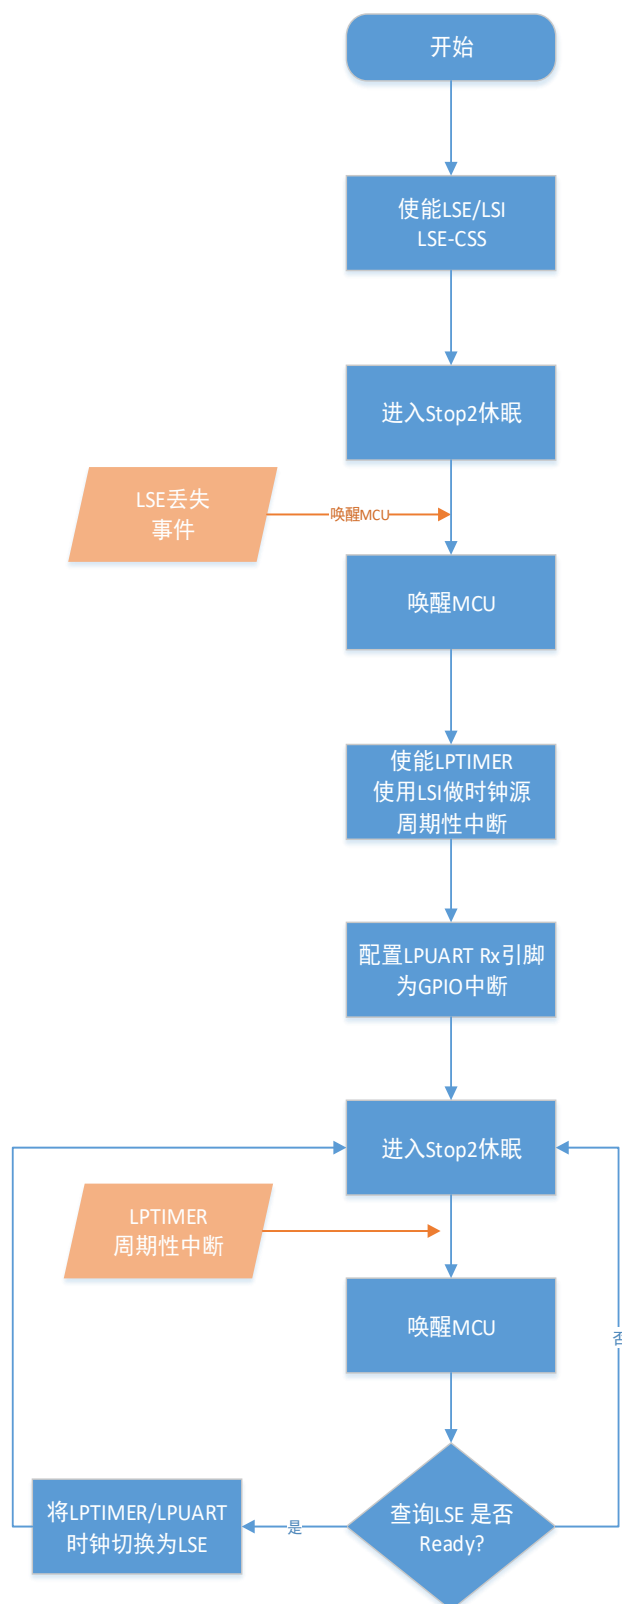 开始
使能LSE/LSI
LSE-CSS
进入Stop2休眠
LSE丢失
事件
唤醒MCU
唤醒MCU
使能LPTIMER
使用LSI做时钟源
周期性中断
配置LPUART Rx引脚
为GPIO中断
进入Stop2休眠
LPTIMER
周期性中断
唤醒MCU
否
查询LSE 是否
Ready?
是
将LPTIMER/LPUART
时钟切换为LSE